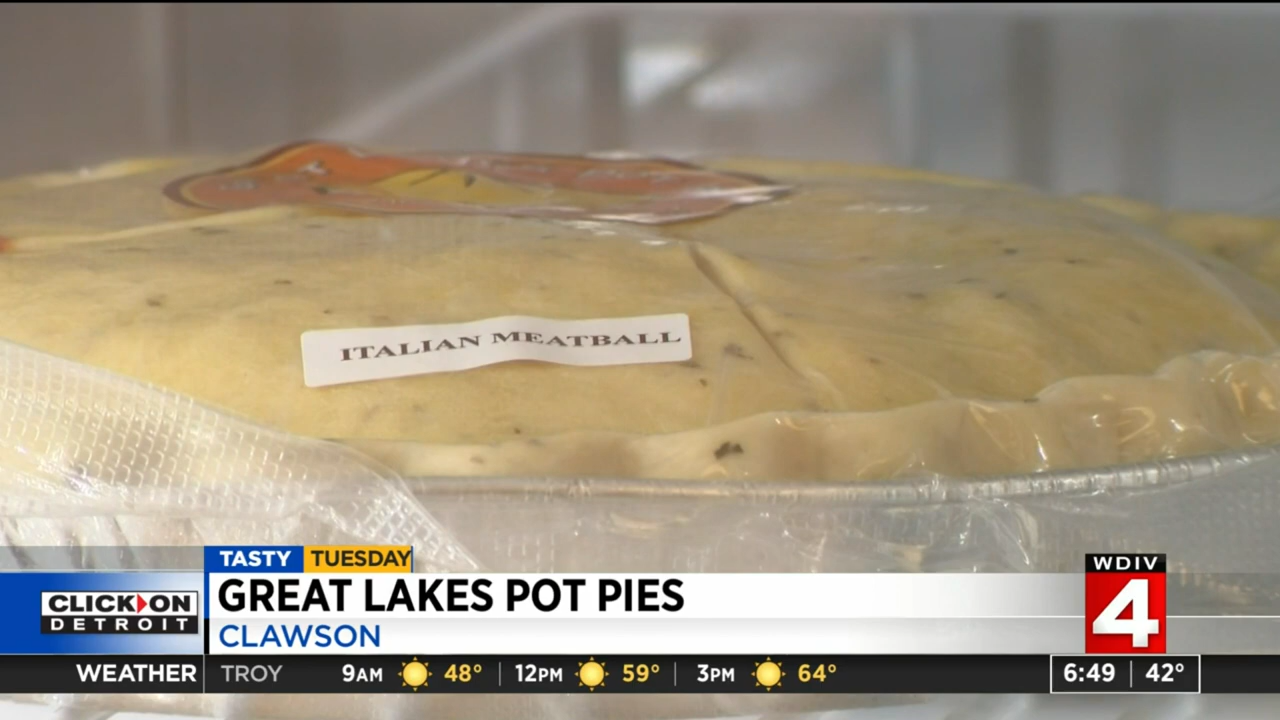 ITALIAN MEATBALL
TASTY TUESDAY
GREAT LAKES POT PIES
CLAWSON
CLICK ON
DETROIT
WDIV
4
WEATHER TROY 9AM 48° 12PM 59° 3PM 64° 6:49 42°